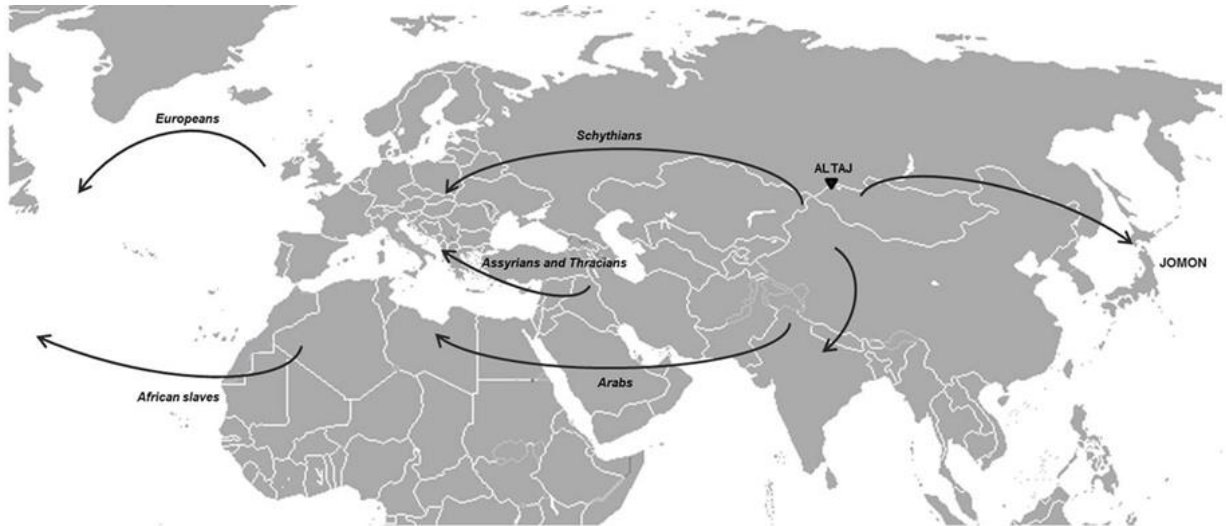 Europeans
Schythians
ALTAJ
Assyrians and Thracians
JOMON
African slaves
Arabs